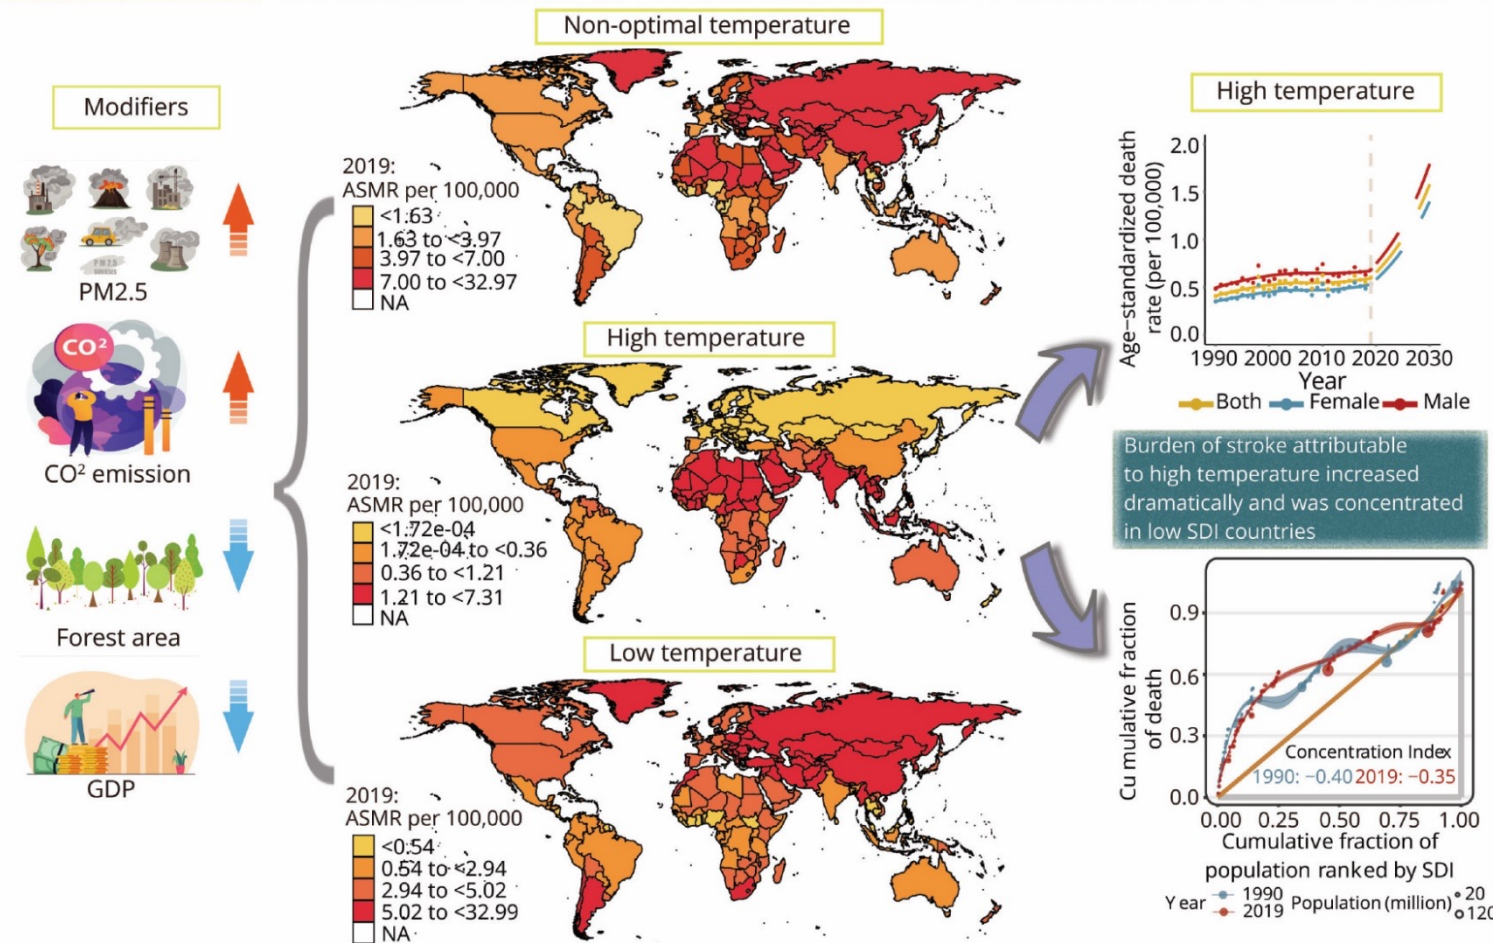 Modifiers
PM 2.5
PM2.5
CO²
CO² emission
Forest area
GDP
Non-optimal temperature
2019:
ASMR per 100,000
<1.63
1.63 to <3.97
3.97 to <7.00
7.00 to <32.97
NA
High temperature
2019:
ASMR per 100,000
<1.72e-04
1.72e-04 to <0.36
0.36 to <1.21
1.21 to <7.31
NA
Low temperature
2019:
ASMR per 100,000
<0.54
0.54 to <2.94
2.94 to <5.02
5.02 to <32.99
NA
High temperature
Age-standardized death
rate (per 100,000)
2.0
1.5
1.0
0.5
0.0
1990 2000 2010 2020 2030
Year
Both Female Male
Burden of stroke attributable
to high temperature increased
dramatically and was concentrated
in low SDI countries
Cumulative fraction
of death
0.9
0.6
0.3
0.0
Concentration Index
1990: −0.40 2019: −0.35
0.00 0.25 0.50 0.75 1.00
Cumulative fraction of
population ranked by SDI
Year 1990 2019 Population (million) 20 120